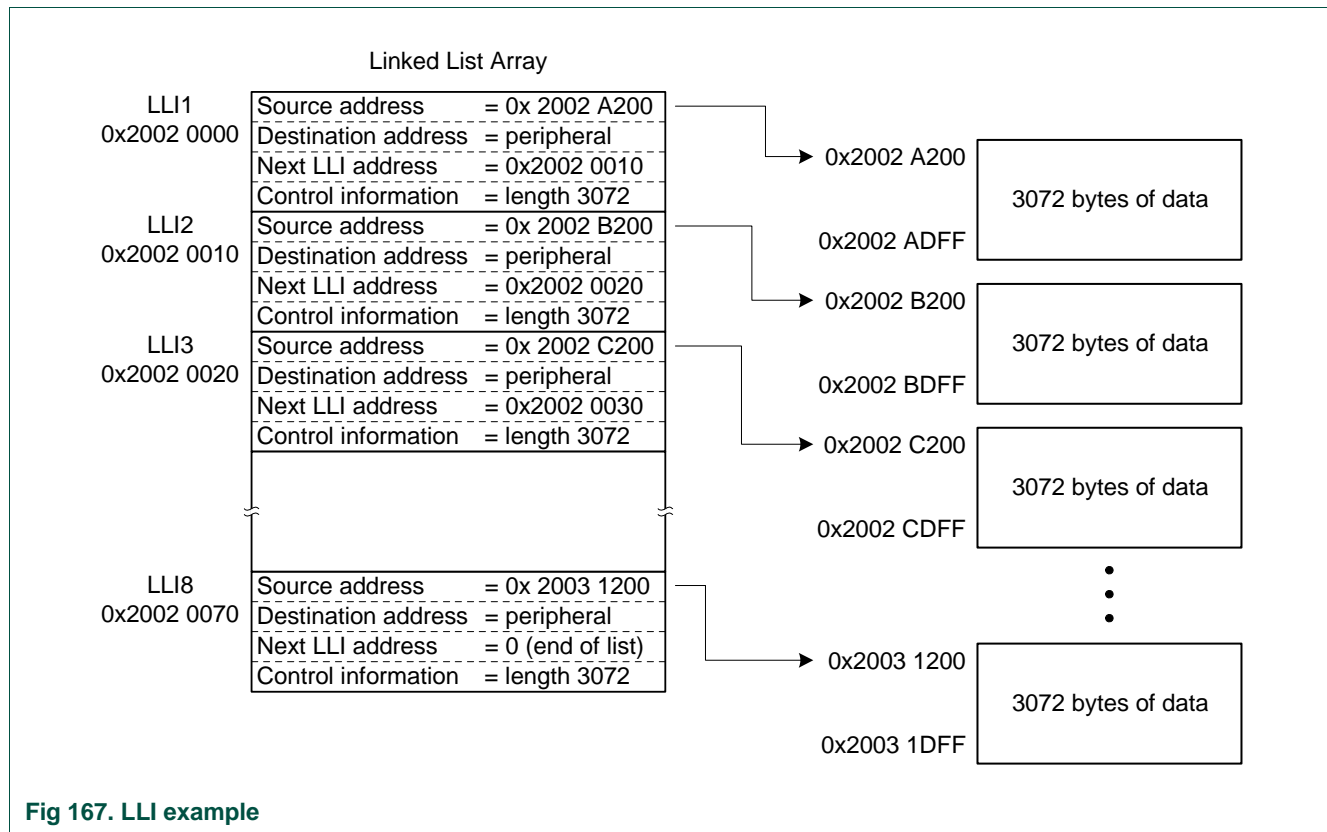 Linked List Array
LLI1
0x2002 0000
Source address = 0x 2002 A200
Destination address = peripheral
Next LLI address = 0x2002 0010
Control information = length 3072
LLI2
0x2002 0010
Source address = 0x 2002 B200
Destination address = peripheral
Next LLI address = 0x2002 0020
Control information = length 3072
LLI3
0x2002 0020
Source address = 0x 2002 C200
Destination address = peripheral
Next LLI address = 0x2002 0030
Control information = length 3072
LLI8
0x2002 0070
Source address = 0x 2003 1200
Destination address = peripheral
Next LLI address = 0 (end of list)
Control information = length 3072
0x2002 A200
3072 bytes of data
0x2002 ADFF
0x2002 B200
3072 bytes of data
0x2002 BDFF
0x2002 C200
3072 bytes of data
0x2002 CDFF
0x2003 1200
3072 bytes of data
0x2003 1DFF
Fig 167. LLI example